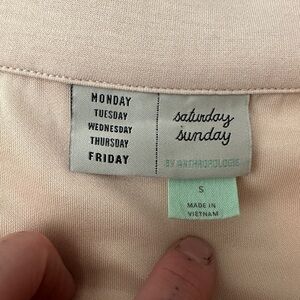 MONDAY
TUESDAY
WEDNESDAY
THURSDAY
FRIDAY
saturday
sunday
BY ANTHROPOLOGIE
S
MADE IN
VIETNAM